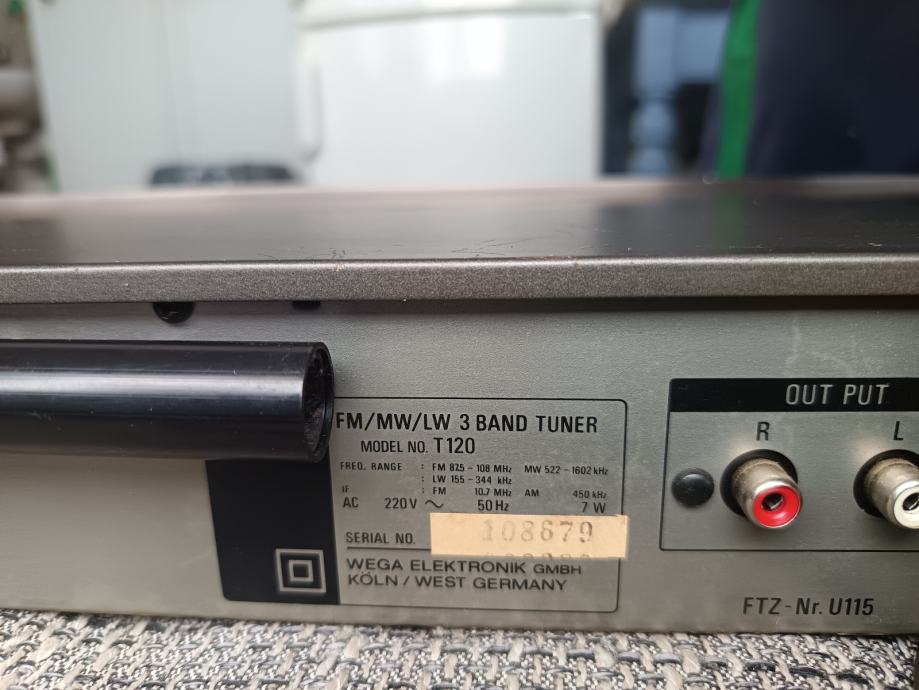 FM/MW/LW 3 BAND TUNER
MODEL NO. T120
FREQ. RANGE : FM 87.5 - 108 MHz MW 522 - 1602 kHz
: LW 155 - 344 kHz
IF : FM 10.7 MHz AM 450 kHz
AC 220V ~ 50Hz 7 W
SERIAL NO. 108679
WEGA ELEKTRONIK GMBH
KÖLN / WEST GERMANY
OUT PUT
R L
FTZ-Nr. U115